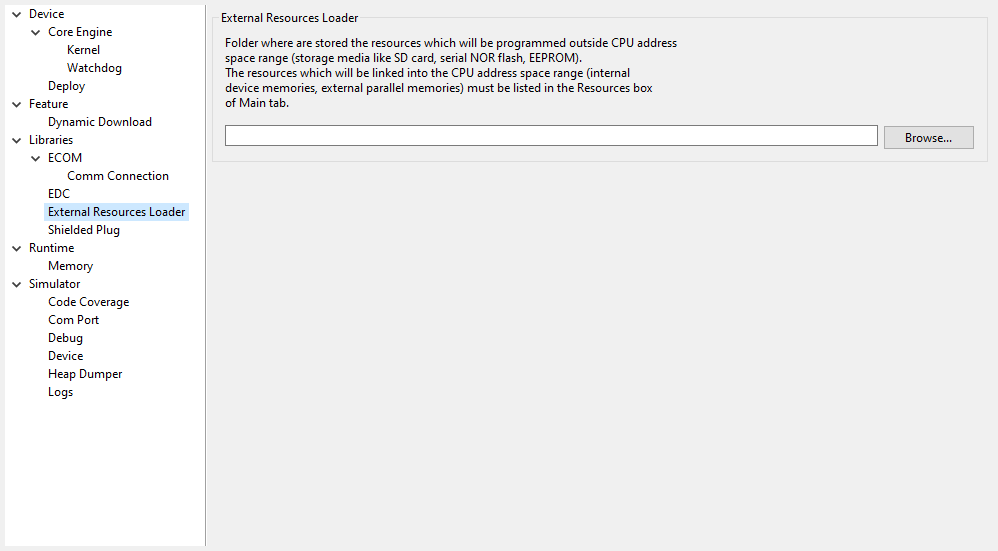 Device
Core Engine
Kernel
Watchdog
Deploy
Feature
Dynamic Download
Libraries
ECOM
Comm Connection
EDC
External Resources Loader
Shielded Plug
Runtime
Memory
Simulator
Code Coverage
Com Port
Debug
Device
Heap Dumper
Logs
External Resources Loader
Folder where are stored the resources which will be programmed outside CPU address
space range (storage media like SD card, serial NOR flash, EEPROM).
The resources which will be linked into the CPU address space range (internal
device memories, external parallel memories) must be listed in the Resources box
of Main tab.
Browse...